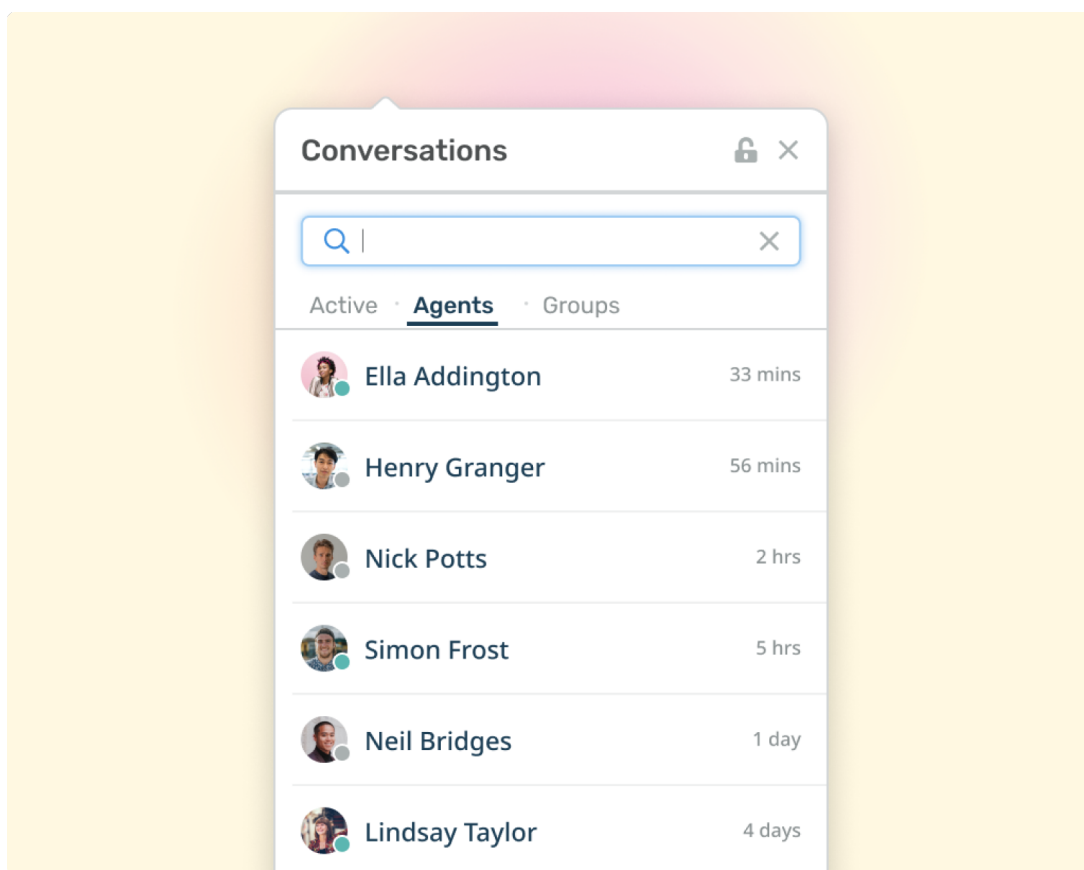 Conversations
Active · Agents · Groups
Ella Addington 33 mins
Henry Granger 56 mins
Nick Potts 2 hrs
Simon Frost 5 hrs
Neil Bridges 1 day
Lindsay Taylor 4 days